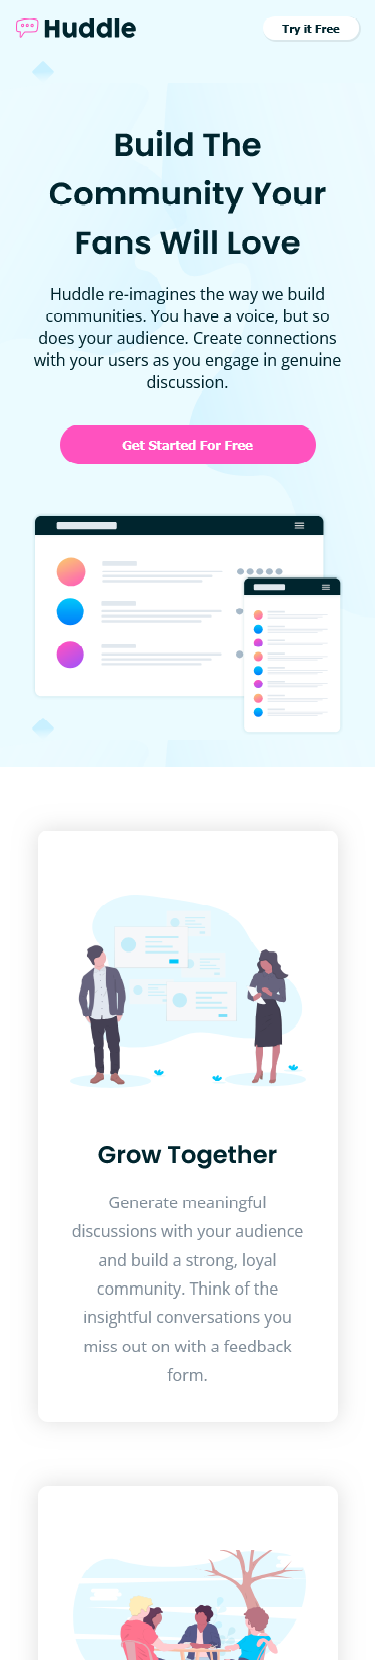 Huddle
Try it Free
Build The
Community Your
Fans Will Love
Huddle re-imagines the way we build
communities. You have a voice, but so
does your audience. Create connections
with your users as you engage in genuine
discussion.
Get Started For Free
Grow Together
Generate meaningful
discussions with your audience
and build a strong, loyal
community. Think of the
insightful conversations you
miss out on with a feedback
form.